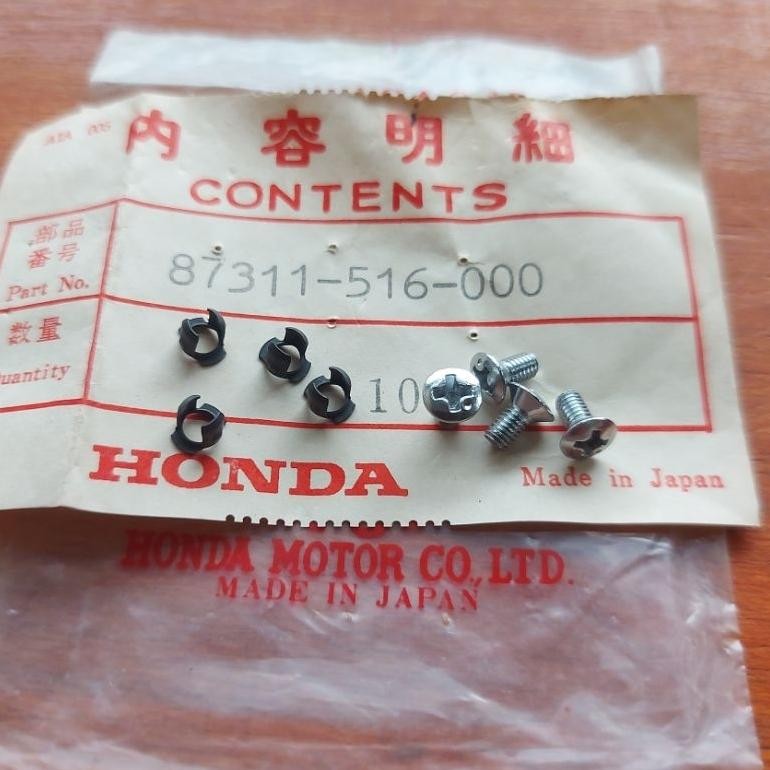 内容明細
CONTENTS
部品
番号
Part No.
87311-516-000
数量
Quantity
10
HONDA
Made in Japan
HONDA MOTOR CO., LTD.
MADE IN JAPAN